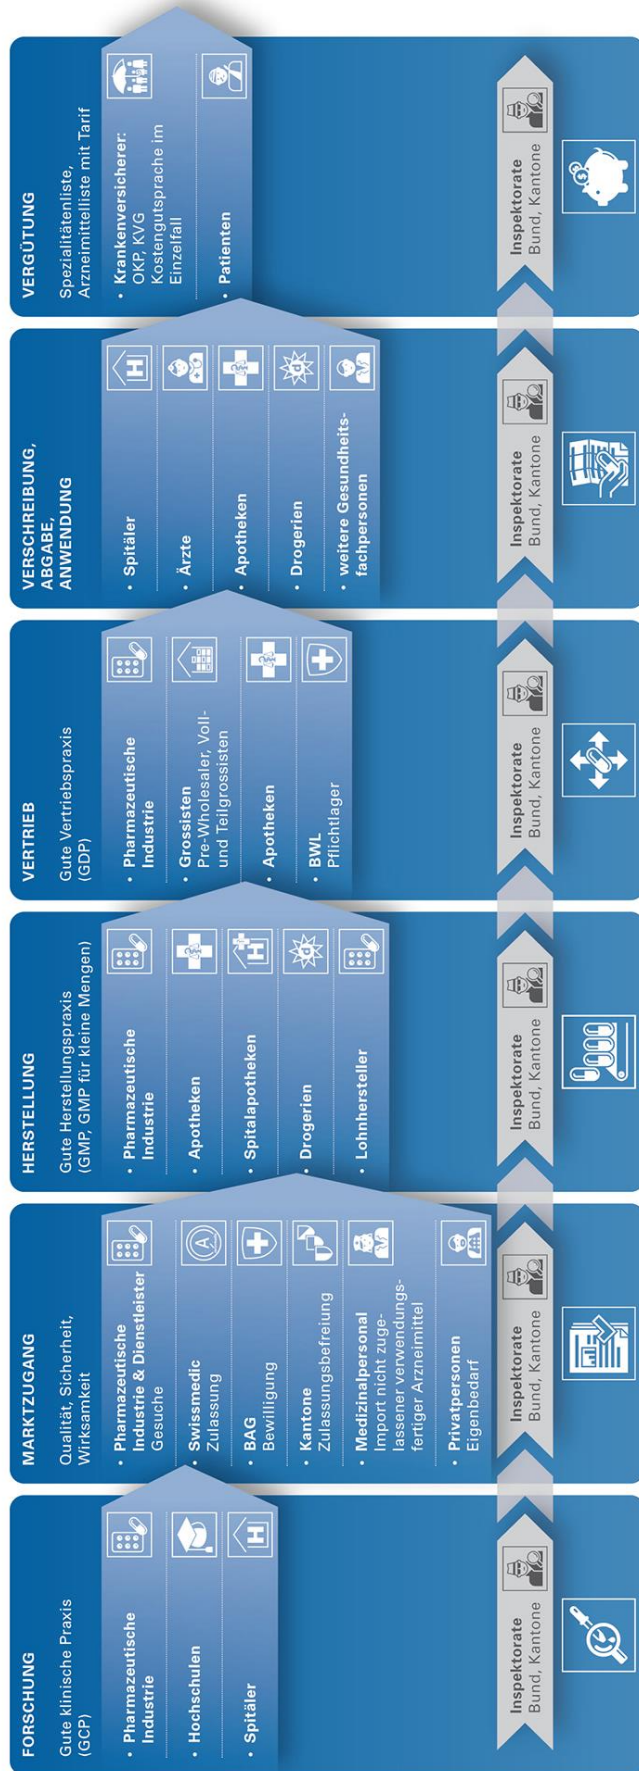 FORSCHUNG
Gute klinische Praxis
(GCP)
• Pharmazeutische
Industrie
• Hochschulen
• Spitäler
H
Inspektorate
Bund, Kantone
MARKTZUGANG
Qualität, Sicherheit,
Wirksamkeit
• Pharmazeutische
Industrie & Dienstleister
Gesuche
• Swissmedic
Zulassung
A
• BAG
Bewilligung
• Kantone
Zulassungsbefreiung
• Medizinalpersonal
Import nicht zuge-
lassener verwendungs-
fertiger Arzneimittel
• Privatpersonen
Eigenbedarf
Inspektorate
Bund, Kantone
HERSTELLUNG
Gute Herstellungspraxis
(GMP, GMP für kleine Mengen)
• Pharmazeutische
Industrie
• Apotheken
• Spitalapotheken
H
• Drogerien
d
• Lohnhersteller
Inspektorate
Bund, Kantone
VERTRIEB
Gute Vertriebspraxis
(GDP)
• Pharmazeutische
Industrie
• Grossisten
Pre-Wholesaler, Voll-
und Teilgrossisten
• Apotheken
• BWL
Pflichtlager
Inspektorate
Bund, Kantone
VERSCHREIBUNG,
ABGABE,
ANWENDUNG
• Spitäler
H
• Ärzte
• Apotheken
• Drogerien
d
• weitere Gesundheits-
fachpersonen
Inspektorate
Bund, Kantone
VERGÜTUNG
Spezialitätenliste,
Arzneimittelliste mit Tarif
• Krankenversicherer:
OKP, KVG
Kostengutsprache im
Einzelfall
• Patienten
Inspektorate
Bund, Kantone
$ $